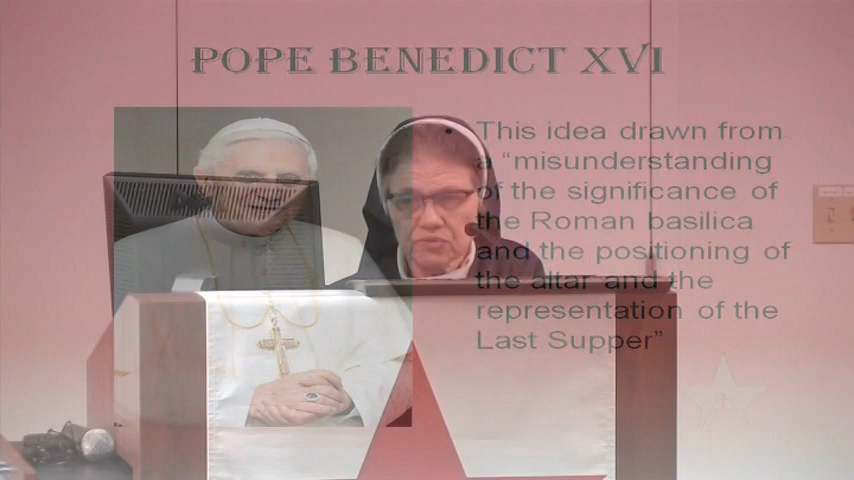 POPE BENEDICT XVI
This idea drawn from
a “misunderstanding
of the significance of
the Roman basilica
and the positioning of
the altar and the
representation of the
Last Supper”